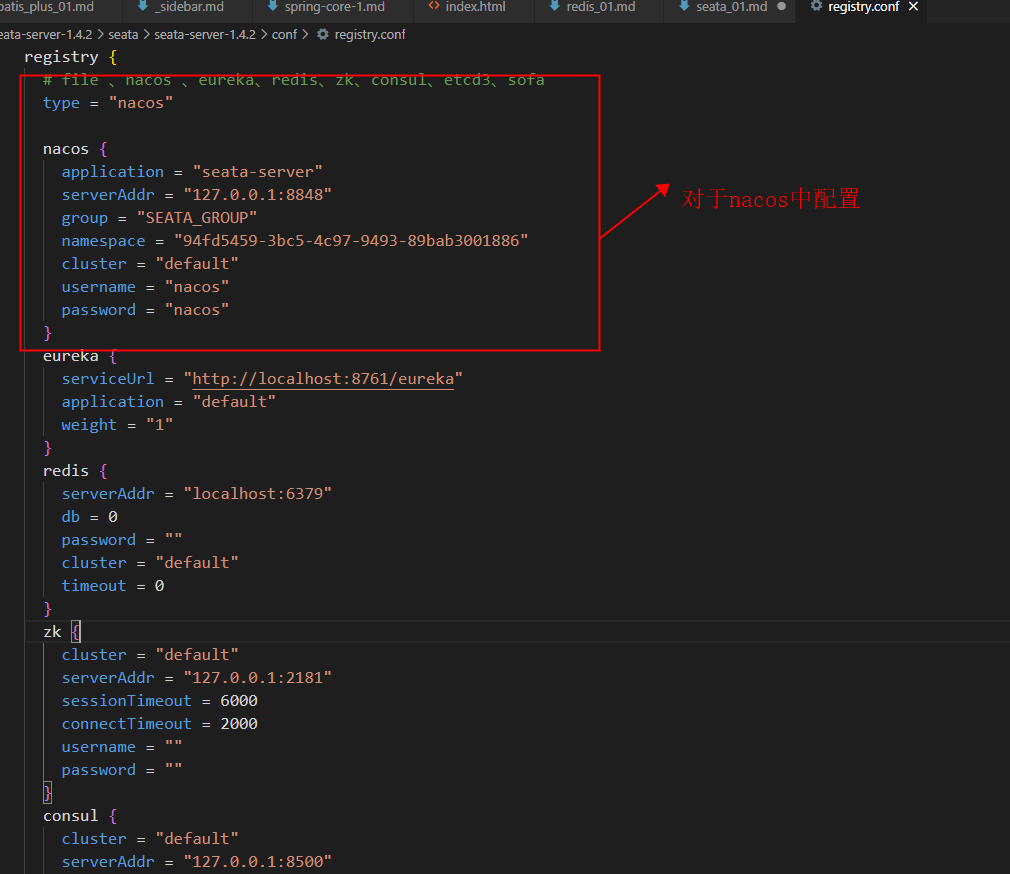 patis_plus_01.md _sidebar.md spring-core-1.md index.html redis_01.md seata_01.md registry.conf
eata-server-1.4.2 > seata > seata-server-1.4.2 > conf > registry.conf
registry {
# file 、nacos 、eureka、redis、zk、consul、etcd3、sofa
type = "nacos"
nacos {
application = "seata-server"
serverAddr = "127.0.0.1:8848"
对于nacos中配置
group = "SEATA_GROUP"
namespace = "94fd5459-3bc5-4c97-9493-89bab3001886"
cluster = "default"
username = "nacos"
password = "nacos"
}
eureka {
serviceUrl = "http://localhost:8761/eureka"
application = "default"
weight = "1"
}
redis {
serverAddr = "localhost:6379"
db = 0
password = ""
cluster = "default"
timeout = 0
}
zk {
cluster = "default"
serverAddr = "127.0.0.1:2181"
sessionTimeout = 6000
connectTimeout = 2000
username = ""
password = ""
}
consul {
cluster = "default"
serverAddr = "127.0.0.1:8500"